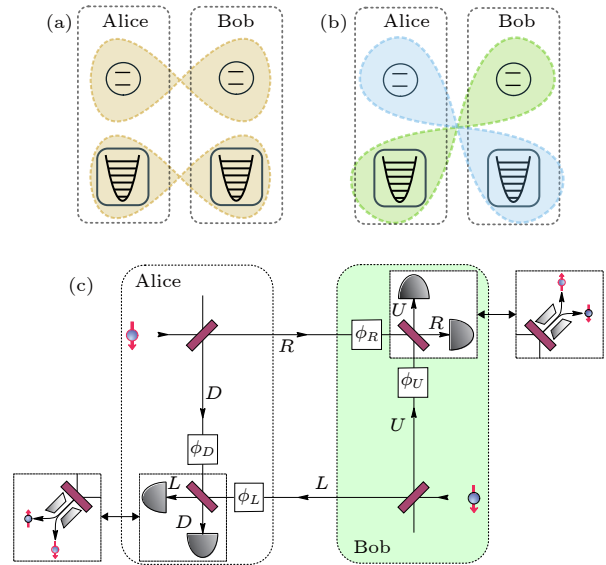 (a)
Alice
Bob
(b)
Alice
Bob
(c)
Alice
U
R
ϕ_R
R
D
ϕ_U
U
ϕ_D
L
ϕ_L
L
D
Bob